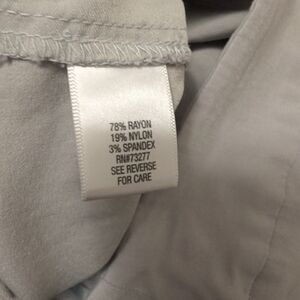 78% RAYON
19% NYLON
3% SPANDEX
RN#73277
SEE REVERSE
FOR CARE